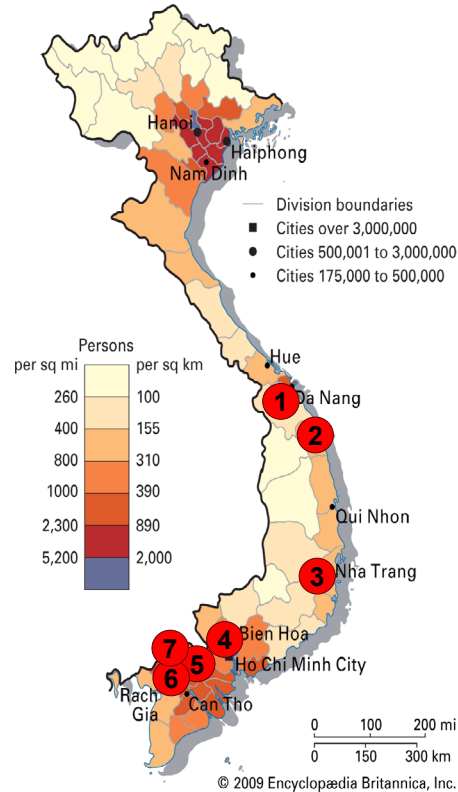 Hanoi
Haiphong
Nam Dinh
Division boundaries
Cities over 3,000,000
Cities 500,001 to 3,000,000
Cities 175,000 to 500,000
Persons
per sq mi per sq km
260 100
400 155
800 310
1000 390
2,300 890
5,200 2,000
Hue
Da Nang
1
2
Qui Nhon
3
Nha Trang
4
Bien Hoa
7
5
Ho Chi Minh City
6
Rach
Gia
Can Tho
0 100 200 mi
0 150 300 km
© 2009 Encyclopædia Britannica, Inc.